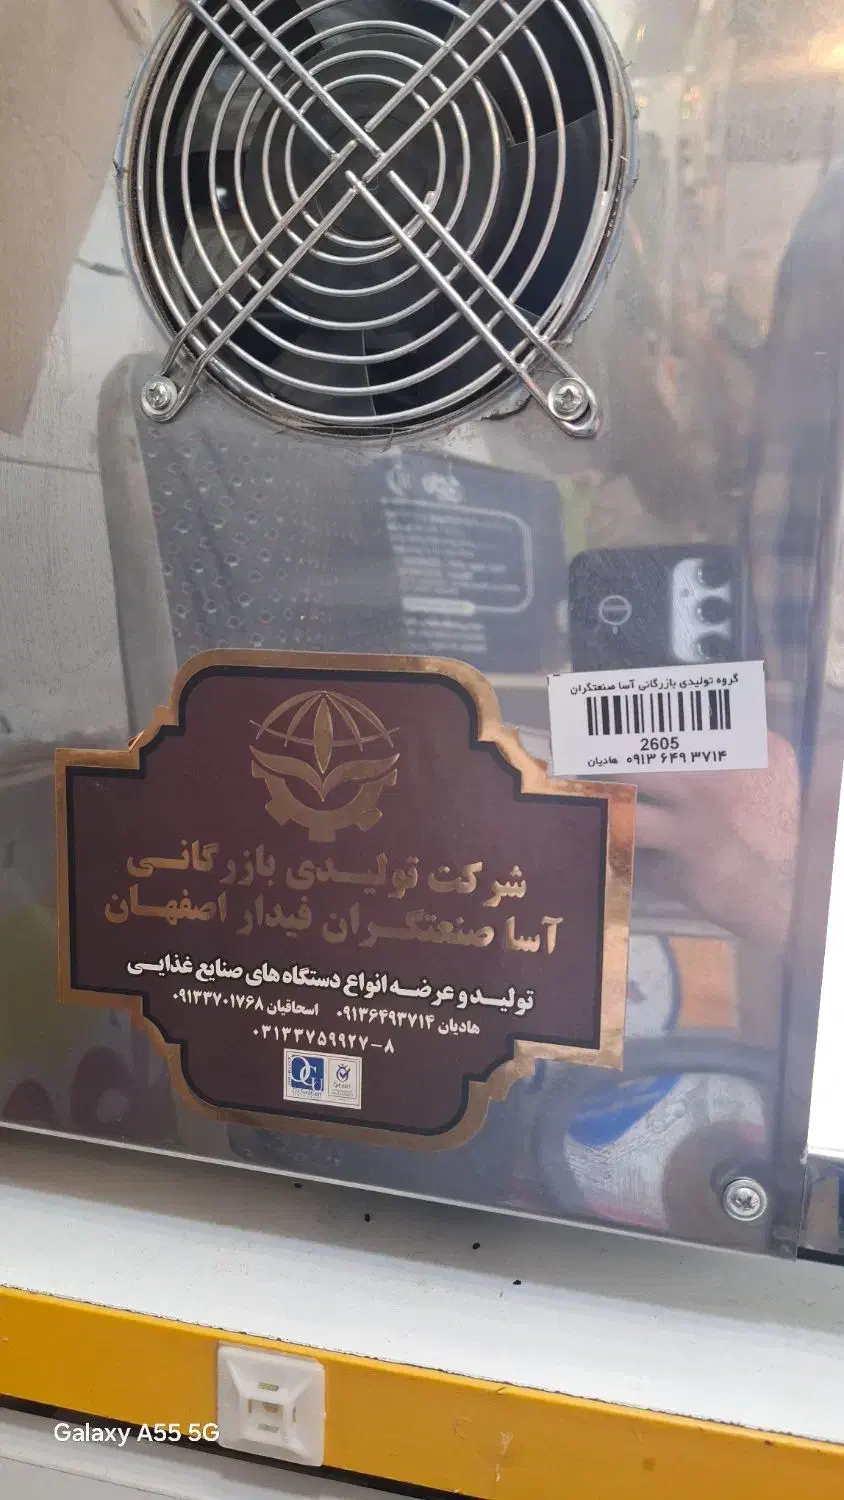 گروه تولیدی بازرگانی آسا صنعتگران
2605
۰۹۱۳ ۶۴۹ ۳۷۱۴ هادیان
شرکت تولیدی بازرگانی
آسا صنعتگران فیدار اصفهان
تولید و عرضه انواع دستگاه های صنایع غذایی
هادیان ۰۹۱۳۶۴۹۳۷۱۴ اسحاقیان ۰۹۱۳۳۷۰۱۷۶۸
۰۳۱۳۳۷۵۹۹۲۷-۸
QCU
Galaxy A55 5G